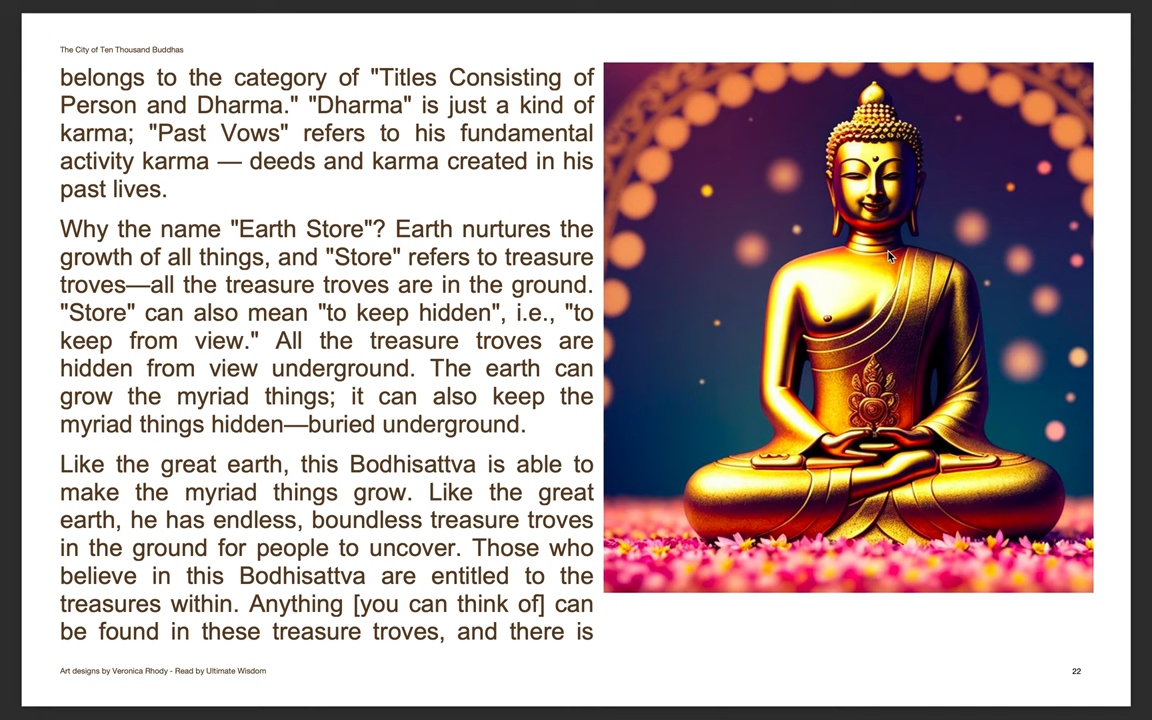 The City of Ten Thousand Buddhas
belongs to the category of "Titles Consisting of
Person and Dharma." "Dharma" is just a kind of
karma; "Past Vows" refers to his fundamental
activity karma — deeds and karma created in his
past lives.
Why the name "Earth Store"? Earth nurtures the
growth of all things, and "Store" refers to treasure
troves—all the treasure troves are in the ground.
"Store" can also mean "to keep hidden", i.e., "to
keep from view." All the treasure troves are
hidden from view underground. The earth can
grow the myriad things; it can also keep the
myriad things hidden—buried underground.
Like the great earth, this Bodhisattva is able to
make the myriad things grow. Like the great
earth, he has endless, boundless treasure troves
in the ground for people to uncover. Those who
believe in this Bodhisattva are entitled to the
treasures within. Anything [you can think of] can
be found in these treasure troves, and there is
Art designs by Veronica Rhody - Read by Ultimate Wisdom
22